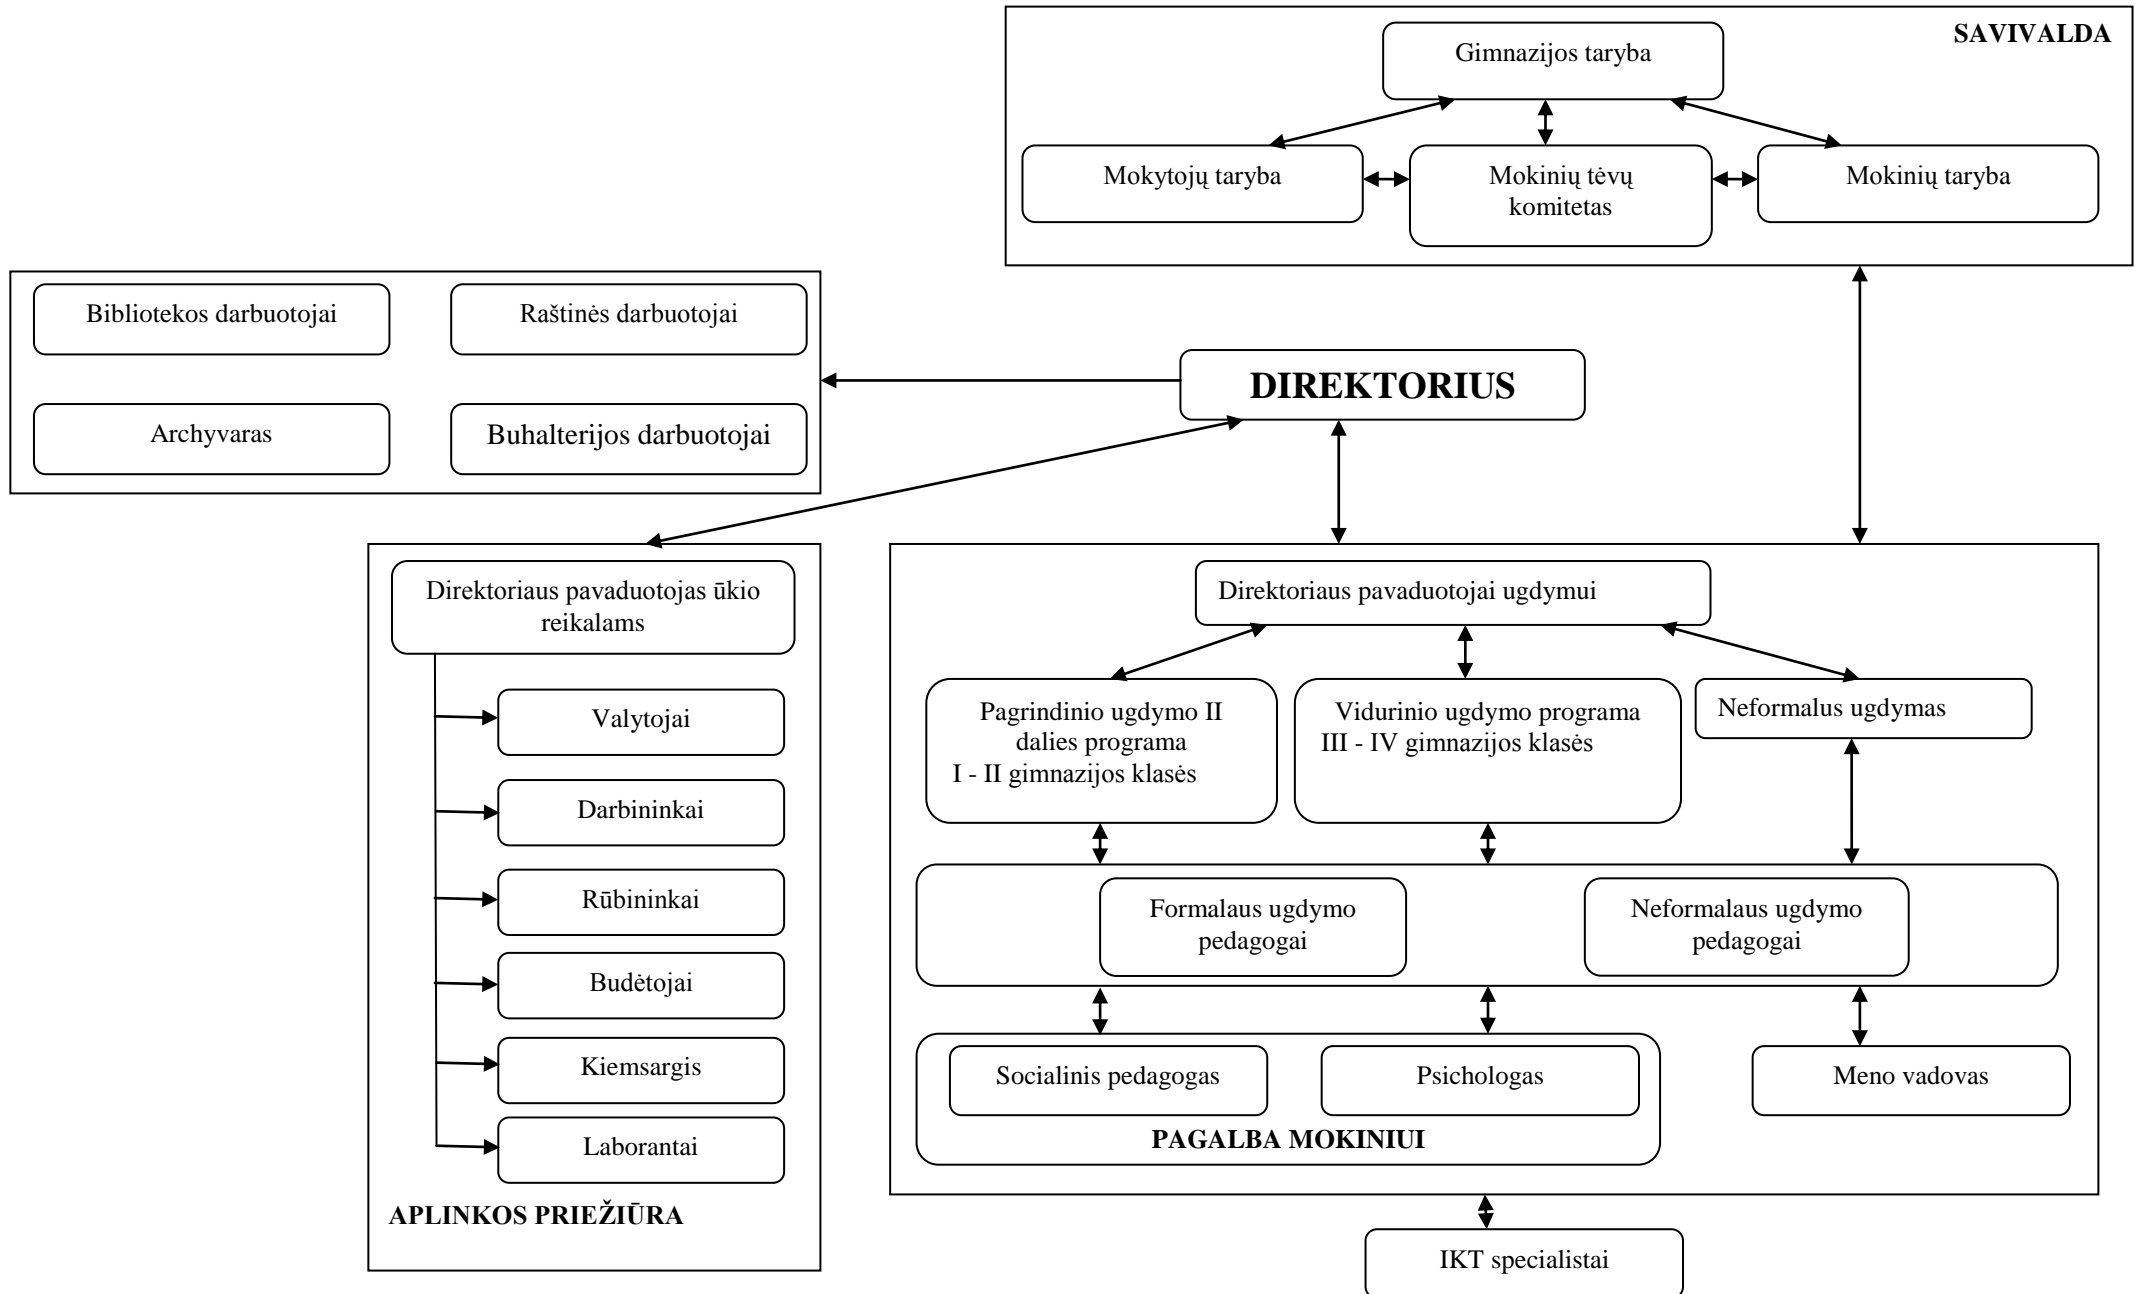 SAVIVALDA
Gimnazijos taryba
Mokytojų taryba
Mokinių tėvų
komitetas
Mokinių taryba
Bibliotekos darbuotojai
Raštinės darbuotojai
Archyvaras
Buhalterijos darbuotojai
DIREKTORIUS
Direktoriaus pavaduotojas ūkio
reikalams
Valytojai
Darbininkai
Rūbininkai
Budėtojai
Kiemsargis
Laborantai
APLINKOS PRIEŽIŪRA
Direktoriaus pavaduotojai ugdymui
Pagrindinio ugdymo II
dalies programa
I - II gimnazijos klasės
Vidurinio ugdymo programa
III - IV gimnazijos klasės
Neformalus ugdymas
Formalaus ugdymo
pedagogai
Neformalaus ugdymo
pedagogai
Socialinis pedagogas
Psichologas
PAGALBA MOKINIUI
Meno vadovas
IKT specialistai